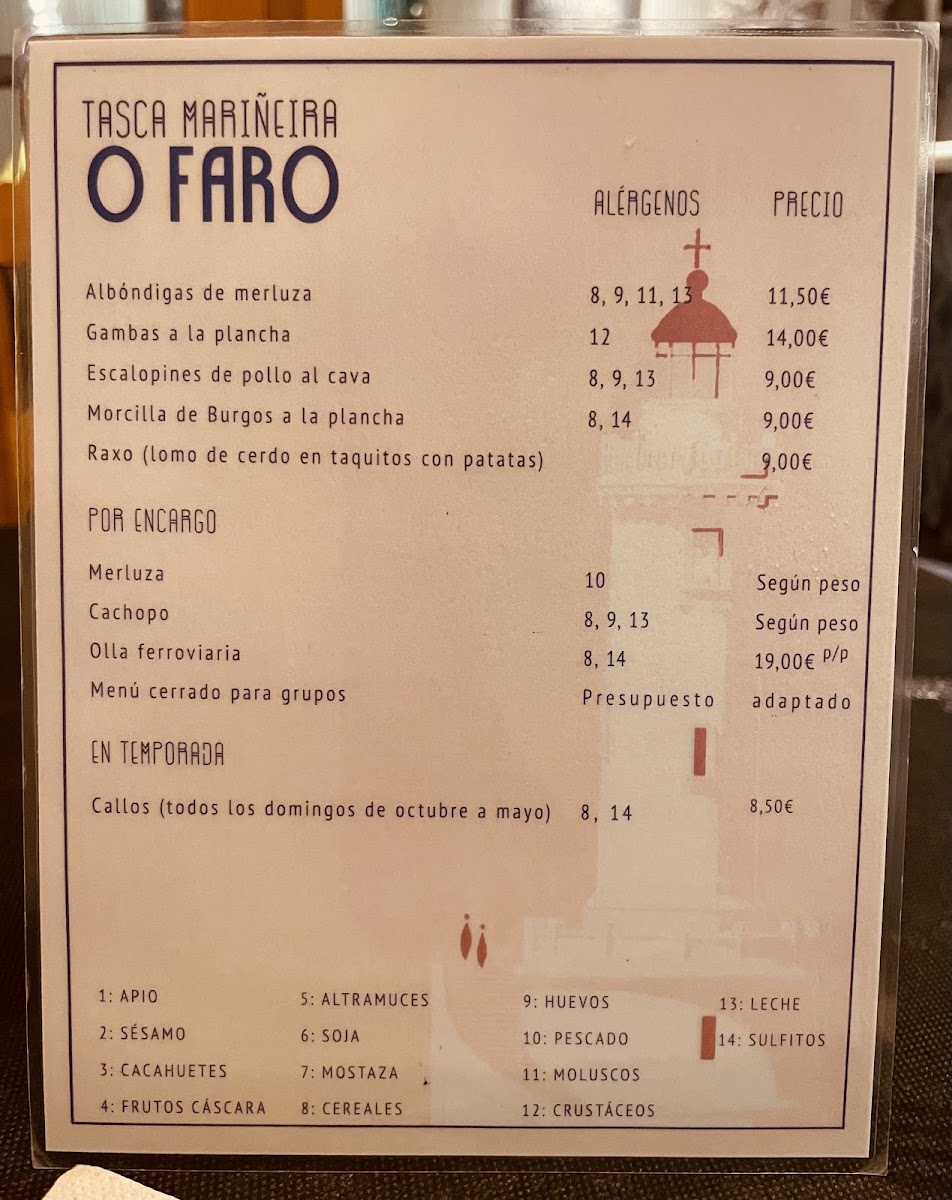 TASCA MARIÑEIRA
O FARO
ALÉRGENOS PRECIO
Albóndigas de merluza 8, 9, 11, 13 11,50€
Gambas a la plancha 12 14,00€
Escalopines de pollo al cava 8, 9, 13 9,00€
Morcilla de Burgos a la plancha 8, 14 9,00€
Raxo (lomo de cerdo en taquitos con patatas) 9,00€
POR ENCARGO
Merluza 10 Según peso
Cachopo 8, 9, 13 Según peso
Olla ferroviaria 8, 14 19,00€ p/p
Menú cerrado para grupos Presupuesto adaptado
EN TEMPORADA
Callos (todos los domingos de octubre a mayo) 8, 14 8,50€
1: APIO 5: ALTRAMUCES 9: HUEVOS 13: LECHE
2: SÉSAMO 6: SOJA 10: PESCADO 14: SULFITOS
3: CACAHUETES 7: MOSTAZA 11: MOLUSCOS
4: FRUTOS CÁSCARA 8: CEREALES 12: CRUSTÁCEOS